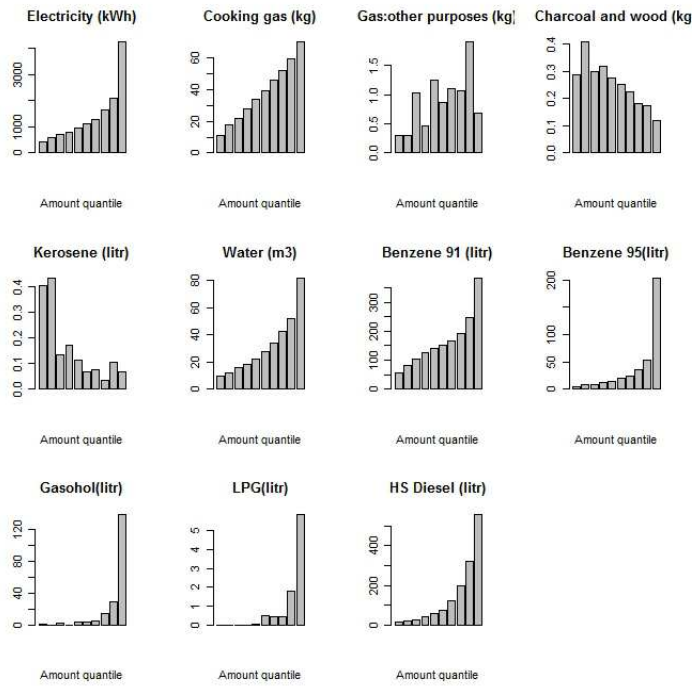 Electricity (kWh)
Cooking gas (kg)
Gas:other purposes (kg)
Charcoal and wood (kg
0 1000 3000
0 20 40 60
0.0 0.5 1.0 1.5
0.0 0.1 0.2 0.3 0.4
Amount quantile
Amount quantile
Amount quantile
Amount quantile
Kerosene (litr)
Water (m3)
Benzene 91 (litr)
Benzene 95(litr)
0.0 0.1 0.2 0.3 0.4
0 20 40 60 80
0 100 200 300
0 50 100 200
Amount quantile
Amount quantile
Amount quantile
Amount quantile
Gasohol(litr)
LPG(litr)
HS Diesel (litr)
0 40 80 120
0 1 2 3 4 5
0 200 400
Amount quantile
Amount quantile
Amount quantile